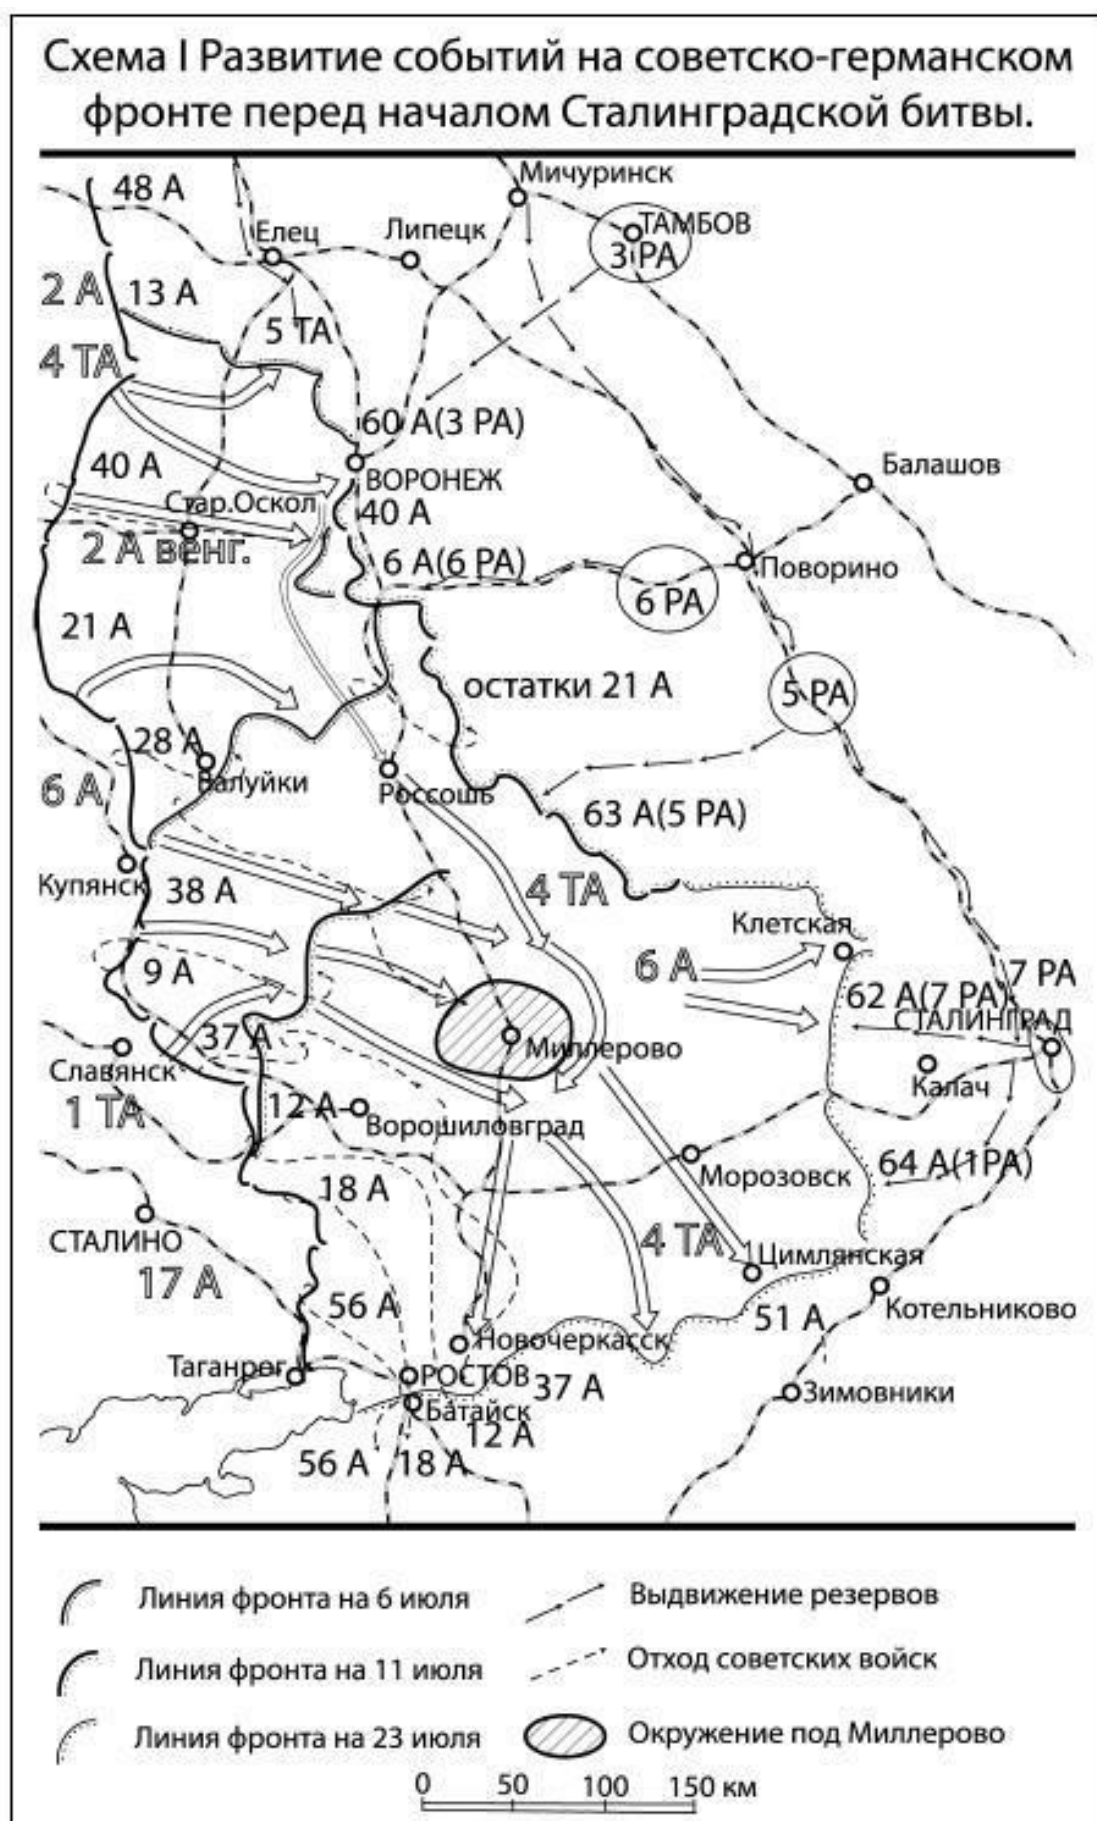 Схема I Развитие событий на советско-германском
фронте перед началом Сталинградской битвы.
Мичуринск
48 А
ТАМБОВ
Елец
Липецк
3 РА
2 А
13 А
5 ТА
4 ТА
60 А(3 РА)
40 А
Балашов
ВОРОНЕЖ
Стар.Оскол
40 А
2 А венг.
6 А(6 РА)
Поворино
6 РА
21 А
остатки 21 А
5 РА
28 А
Валуйки
6 А
Россошь
63 А(5 РА)
Купянск
38 А
4 ТА
Клетская
9 А
6 А
7 РА
62 А(7 РА)
СТАЛИНГРАД
37 А
Миллерово
Славянск
Калач
1 ТА
12 А
Ворошиловград
18 А
Морозовск
64 А(1РА)
СТАЛИНО
4 ТА
Цимлянская
17 А
56 А
51 А
Котельниково
Новочеркасск
Таганрог
РОСТОВ
37 А
Зимовники
Батайск
12 А
56 А
18 А
Линия фронта на 6 июля
Выдвижение резервов
Линия фронта на 11 июля
Отход советских войск
Линия фронта на 23 июля
Окружение под Миллерово
0 50 100 150 км